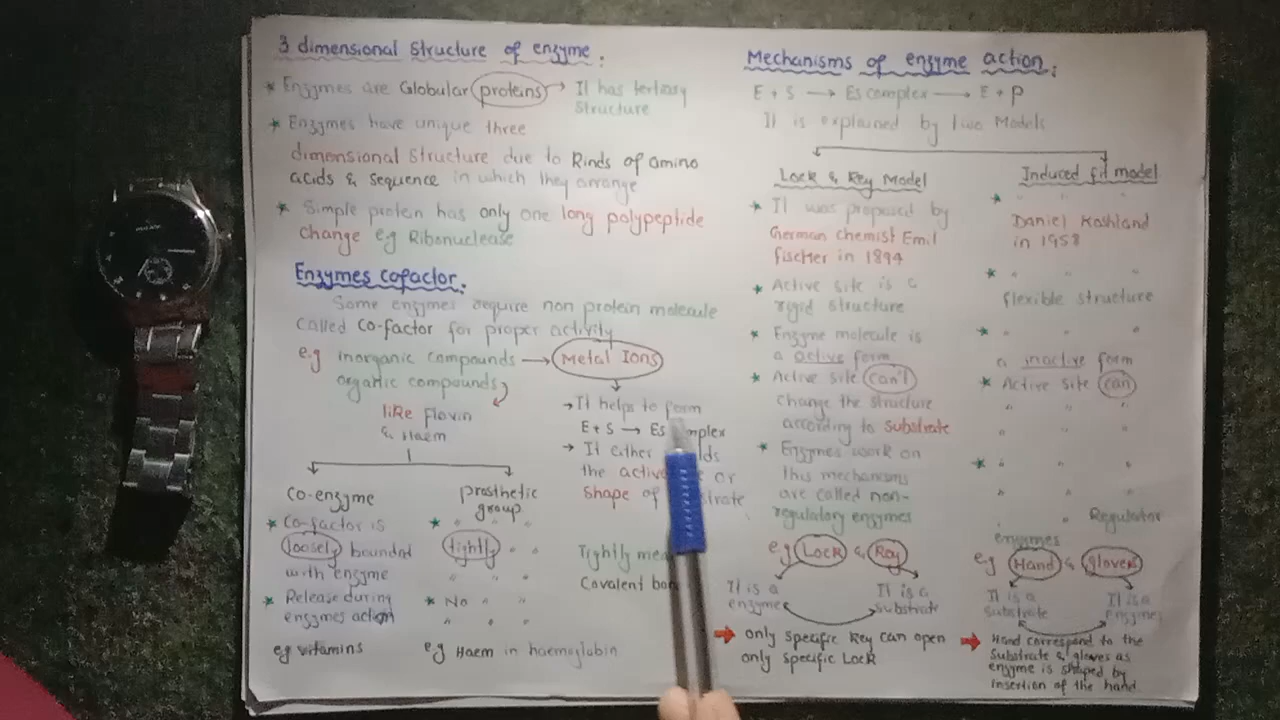 3 dimensional Structure of enzyme.
* Enzymes are Globular proteins → It has tertiary
structure
* Enzymes have unique three
dimensional structure due to Rinds of amino
acids & sequence in which they arrange
* Simple protein has only one long polypeptide
change eg Ribonuclease
Enzymes cofactor.
Some enzymes require non protein molecule
called Co-factor for proper activity
e.g inorganic compounds → Metal Ions
organic compounds
like flavin
& Haem
→ It helps to form
E + S → Es
→ It either
the active or
shape of
Co-enzyme
* Co-factor is
loosely bounded
with enzyme
* Release during
enzymes action
eg vitamins
prosthetic
group
* " " "
tightly " "
" " "
* No " "
" " "
eg Haem in haemoglobin
Tightly
Covalent
Mechanisms of enzyme action.
E + S → Es complex → E + P
It is explained by two Models
Lock & Key Model
* It was proposed by
German Chemist Emil
fischer in 1894
* Active site is a
rigid structure
* Enzyme molecule is
a active form
* Active site can't
change the structure
according to substrate
* Enzymes work on
this mechanisms
are called non-
regulatory enzymes
e.g Lock & Key
It is a
enzyme
It is a
substrate
➡ only specific key can open
only specific Lock
Induced fit model
* " "
Daniel Koshland
in 1958
* " " "
flexible structure
* " " "
a inactive form
* Active site can
" " "
" " "
* " "
" " "
" Regulator
enzymes
e.g Hand & glovers
It is a
substrate
It is a
enzymes
➡ Hand correspond to the
substrate & gloves as
enzyme is shaped by
insertion of the hand